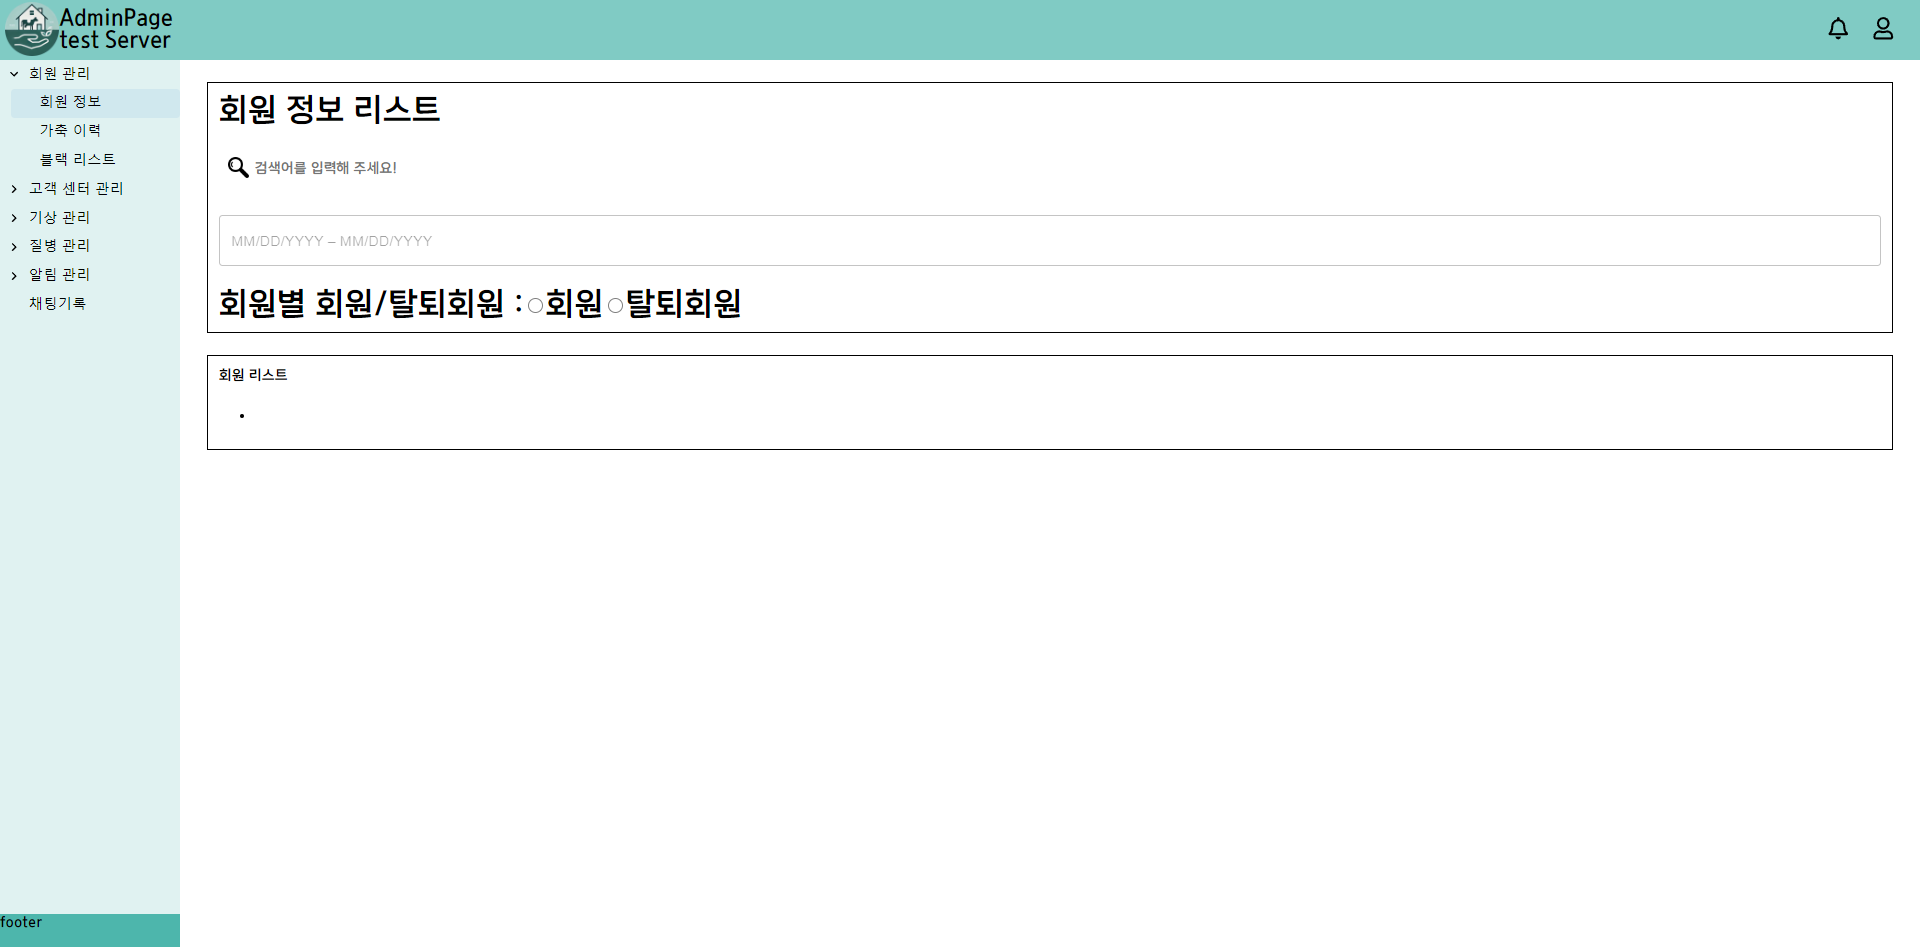 AdminPage
test Server
회원 관리
회원 정보
가축 이력
블랙 리스트
고객 센터 관리
기상 관리
질병 관리
알림 관리
채팅기록
footer
회원 정보 리스트
검색어를 입력해 주세요!
MM/DD/YYYY – MM/DD/YYYY
회원별 회원/탈퇴회원 : 회원 탈퇴회원
회원 리스트